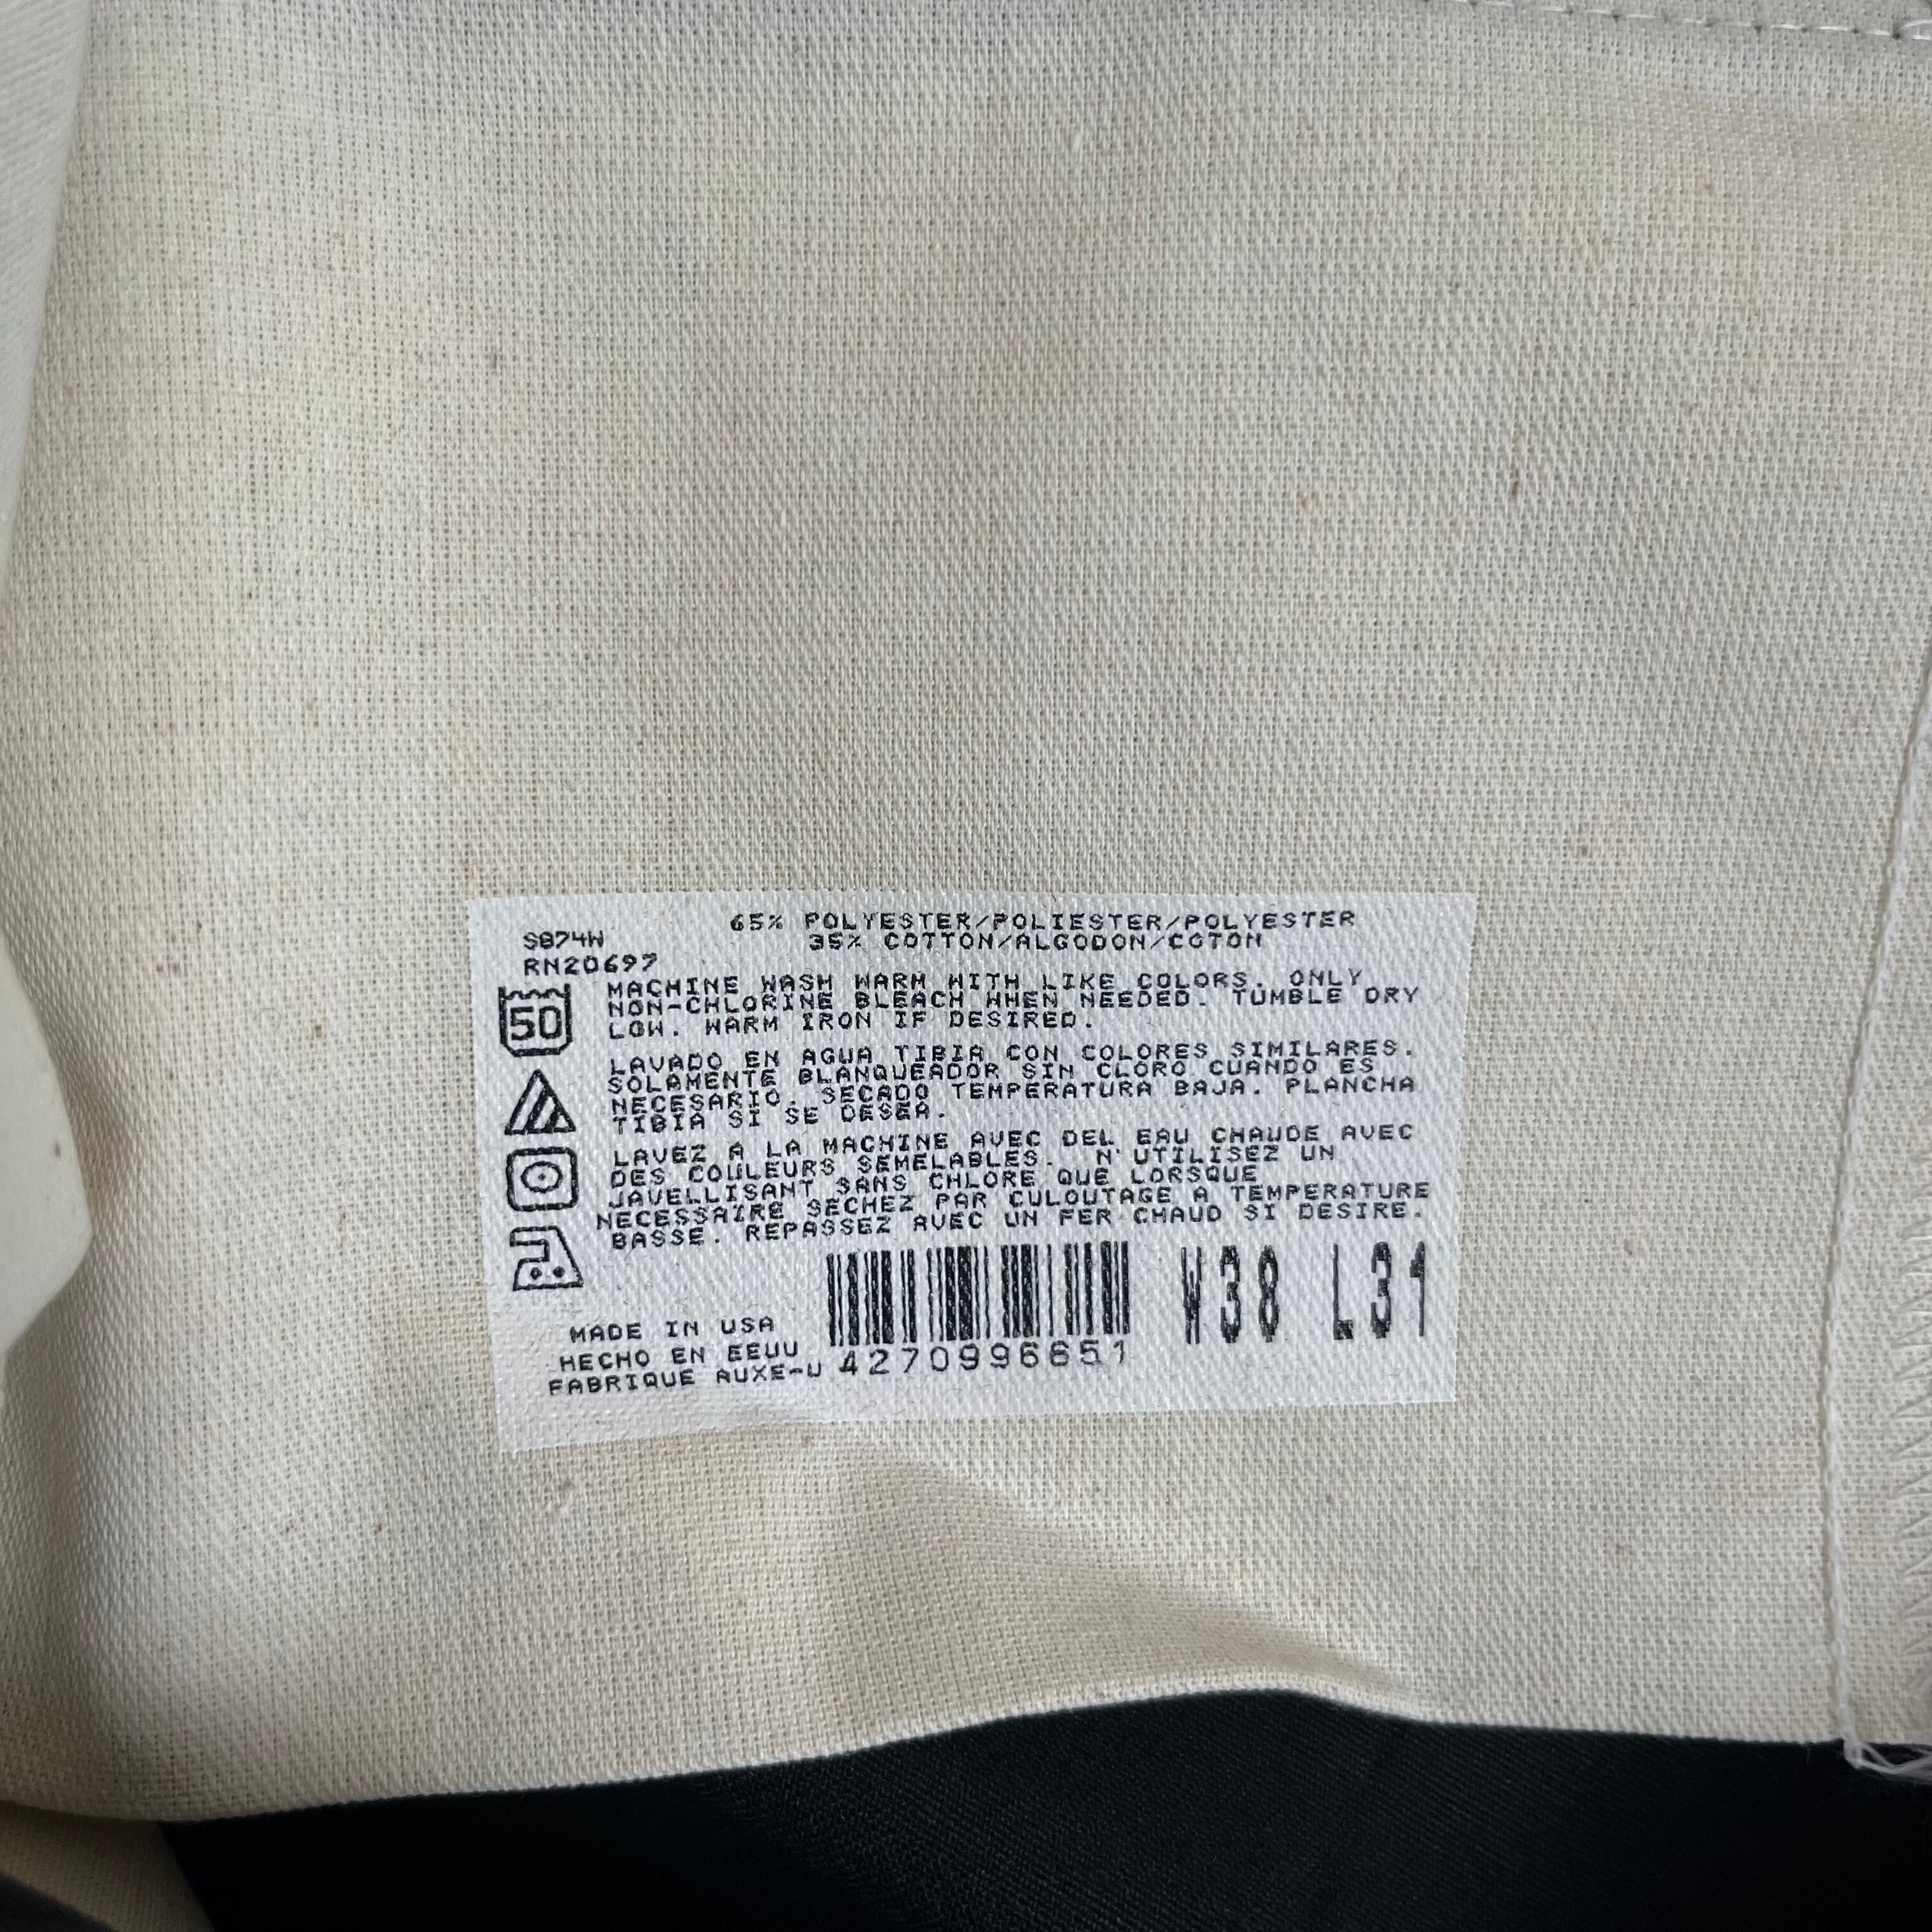 65% POLYESTER/POLIESTER/POLYESTER
35% COTTON/ALGODON/COTON
S874W
RN20697
MACHINE WASH WARM WITH LIKE COLORS. ONLY
NON-CHLORINE BLEACH WHEN NEEDED. TUMBLE DRY
LOW. WARM IRON IF DESIRED.
50
LAVADO EN AGUA TIBIA CON COLORES SIMILARES.
SOLAMENTE BLANQUEADOR SIN CLORO CUANDO ES
NECESARIO. SECADO TEMPERATURA BAJA. PLANCHA
TIBIA SI SE DESEA.
LAVEZ A LA MACHINE AVEC DEL EAU CHAUDE AVEC
DES COULEURS SEMELABLES. N'UTILISEZ UN
JAVELLISANT SANS CHLORE QUE LORSQUE
NECESSAIRE SECHEZ PAR CULOUTAGE A TEMPERATURE
BASSE. REPASSEZ AVEC UN FER CHAUD SI DESIRE.
W38 L31
MADE IN USA
HECHO EN EEUU
FABRIQUE AUXE-U
4270996651